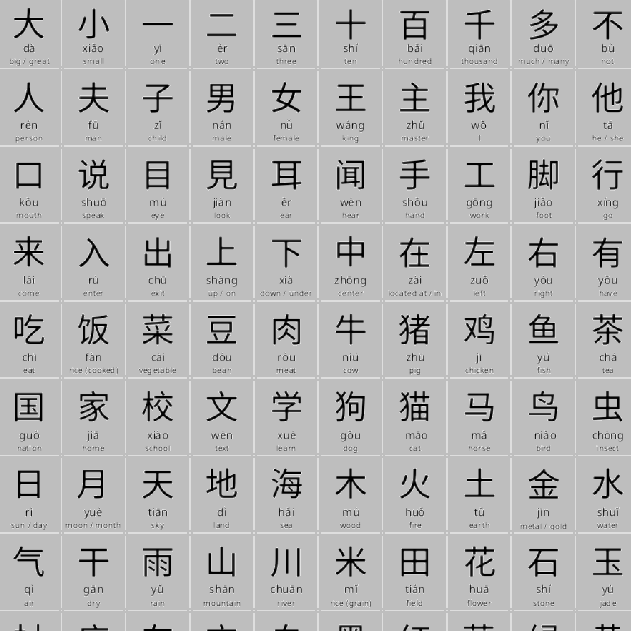 大 小 一 二 三 十 百 千 多 不
dà xiǎo yī èr sān shí bǎi qiān duō bù
big / great small one two three ten hundred thousand much / many not
人 夫 子 男 女 王 主 我 你 他
rén fū zǐ nán nǚ wáng zhǔ wǒ nǐ tā
person man child male female king master I you he / she
口 说 目 見 耳 闻 手 工 脚 行
kǒu shuō mù jiàn ěr wén shǒu gōng jiǎo xíng
mouth speak eye look ear hear hand work foot go
来 入 出 上 下 中 在 左 右 有
lái rù chū shàng xià zhōng zài zuǒ yòu yǒu
come enter exit up / on down / under center located at / in left right have
吃 饭 菜 豆 肉 牛 猪 鸡 鱼 茶
chī fàn cài dòu ròu niú zhū jī yú chá
eat rice (cooked) vegetable bean meat cow pig chicken fish tea
国 家 校 文 学 狗 猫 马 鸟 虫
guó jiā xiào wén xué gǒu māo mǎ niǎo chóng
nation home school text learn dog cat horse bird insect
日 月 天 地 海 木 火 土 金 水
rì yuè tiān dì hǎi mù huǒ tǔ jīn shuǐ
sun / day moon / month sky land sea wood fire earth metal / gold water
气 干 雨 山 川 米 田 花 石 玉
qì gān yǔ shān chuān mǐ tián huā shí yù
air dry rain mountain river rice (grain) field flower stone jade